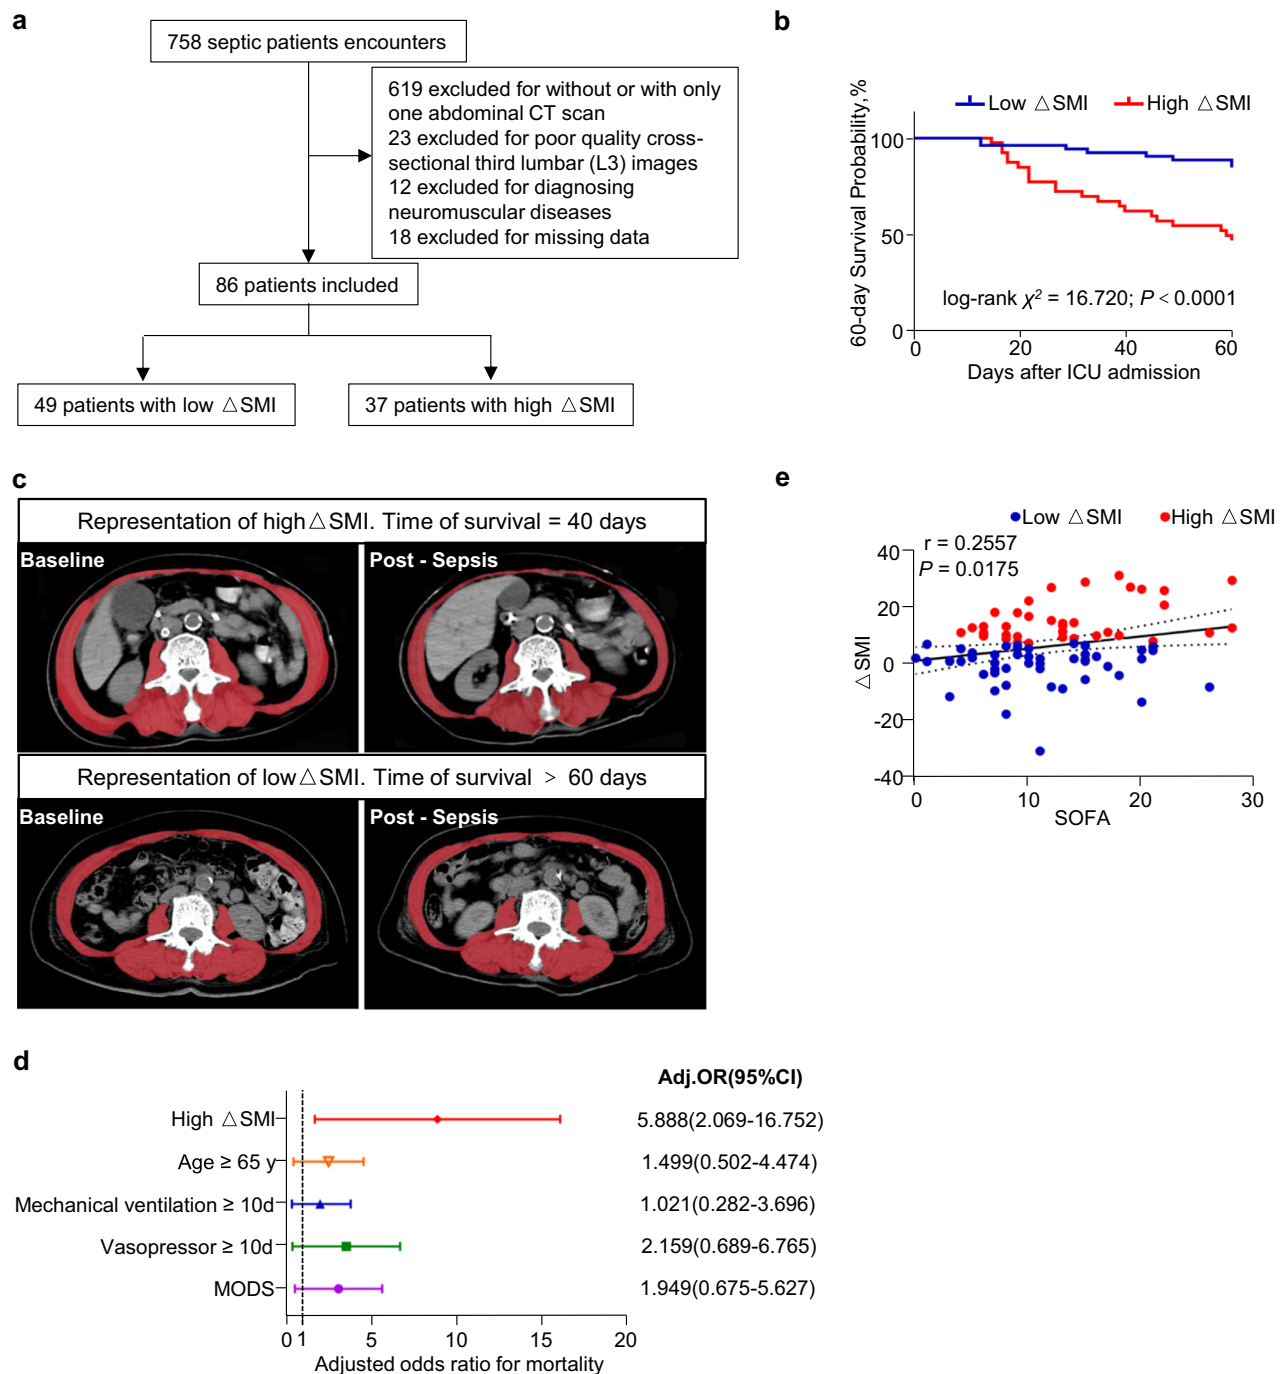 a
758 septic patients encounters
619 excluded for without or with only
one abdominal CT scan
23 excluded for poor quality cross-
sectional third lumbar (L3) images
12 excluded for diagnosing
neuromuscular diseases
18 excluded for missing data
86 patients included
49 patients with low △SMI
37 patients with high △SMI
b
Low △SMI
High △SMI
60-day Survival Probability,%
100
50
0
log-rank χ² = 16.720; P < 0.0001
0 20 40 60
Days after ICU admission
c
Representation of high△SMI. Time of survival = 40 days
Baseline
Post - Sepsis
Representation of low△SMI. Time of survival > 60 days
Baseline
Post - Sepsis
e
Low △SMI
High △SMI
r = 0.2557
P = 0.0175
△SMI
40
20
0
-20
-40
0 10 20 30
SOFA
d
Adj.OR(95%CI)
High △SMI
5.888(2.069-16.752)
Age ≥ 65 y
1.499(0.502-4.474)
Mechanical ventilation ≥ 10d
1.021(0.282-3.696)
Vasopressor ≥ 10d
2.159(0.689-6.765)
MODS
1.949(0.675-5.627)
0 1 5 10 15 20
Adjusted odds ratio for mortality